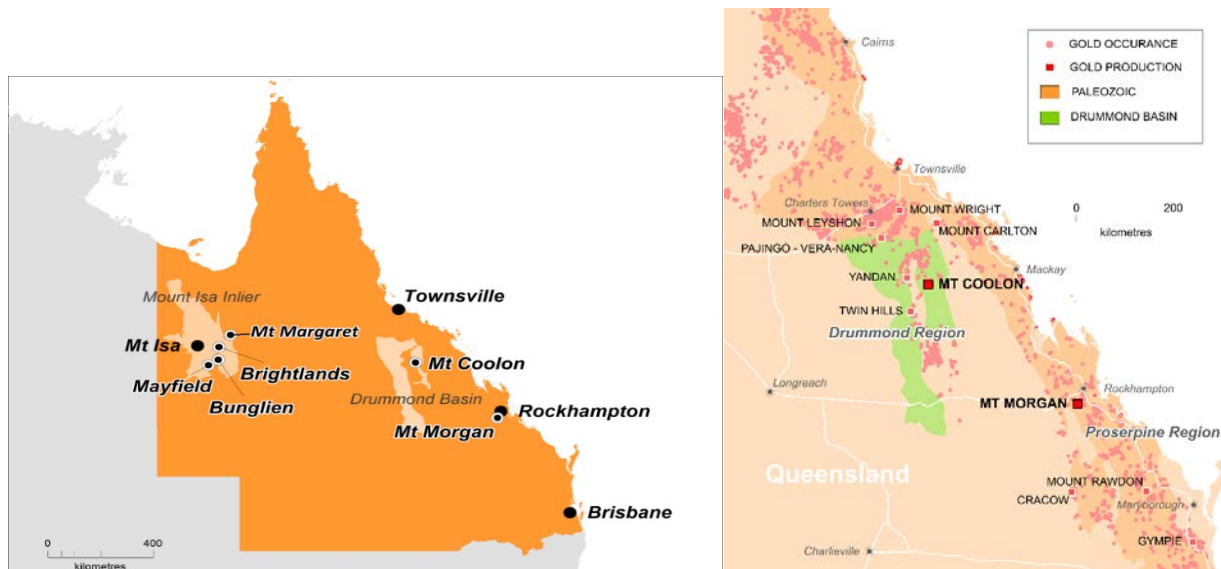 Mount Isa Inlier
Townsville
Mt Margaret
Mt Isa
Mt Coolon
Brightlands
Mayfield
Drummond Basin
Bunglien
Rockhampton
Mt Morgan
Brisbane
0 400
kilometres
Cairns
GOLD OCCURANCE
GOLD PRODUCTION
PALEOZOIC
DRUMMOND BASIN
Townsville
Charters Towers
MOUNT WRIGHT
0 200
kilometres
MOUNT LEYSHON
MOUNT CARLTON
PAJINGO - VERA-NANCY
Mackay
YANDAN
MT COOLON
TWIN HILLS
Drummond Region
Longreach
Rockhampton
MT MORGAN
Proserpine Region
Queensland
MOUNT RAWDON
CRACOW
Maryborough
GYMPIE
Charlieville